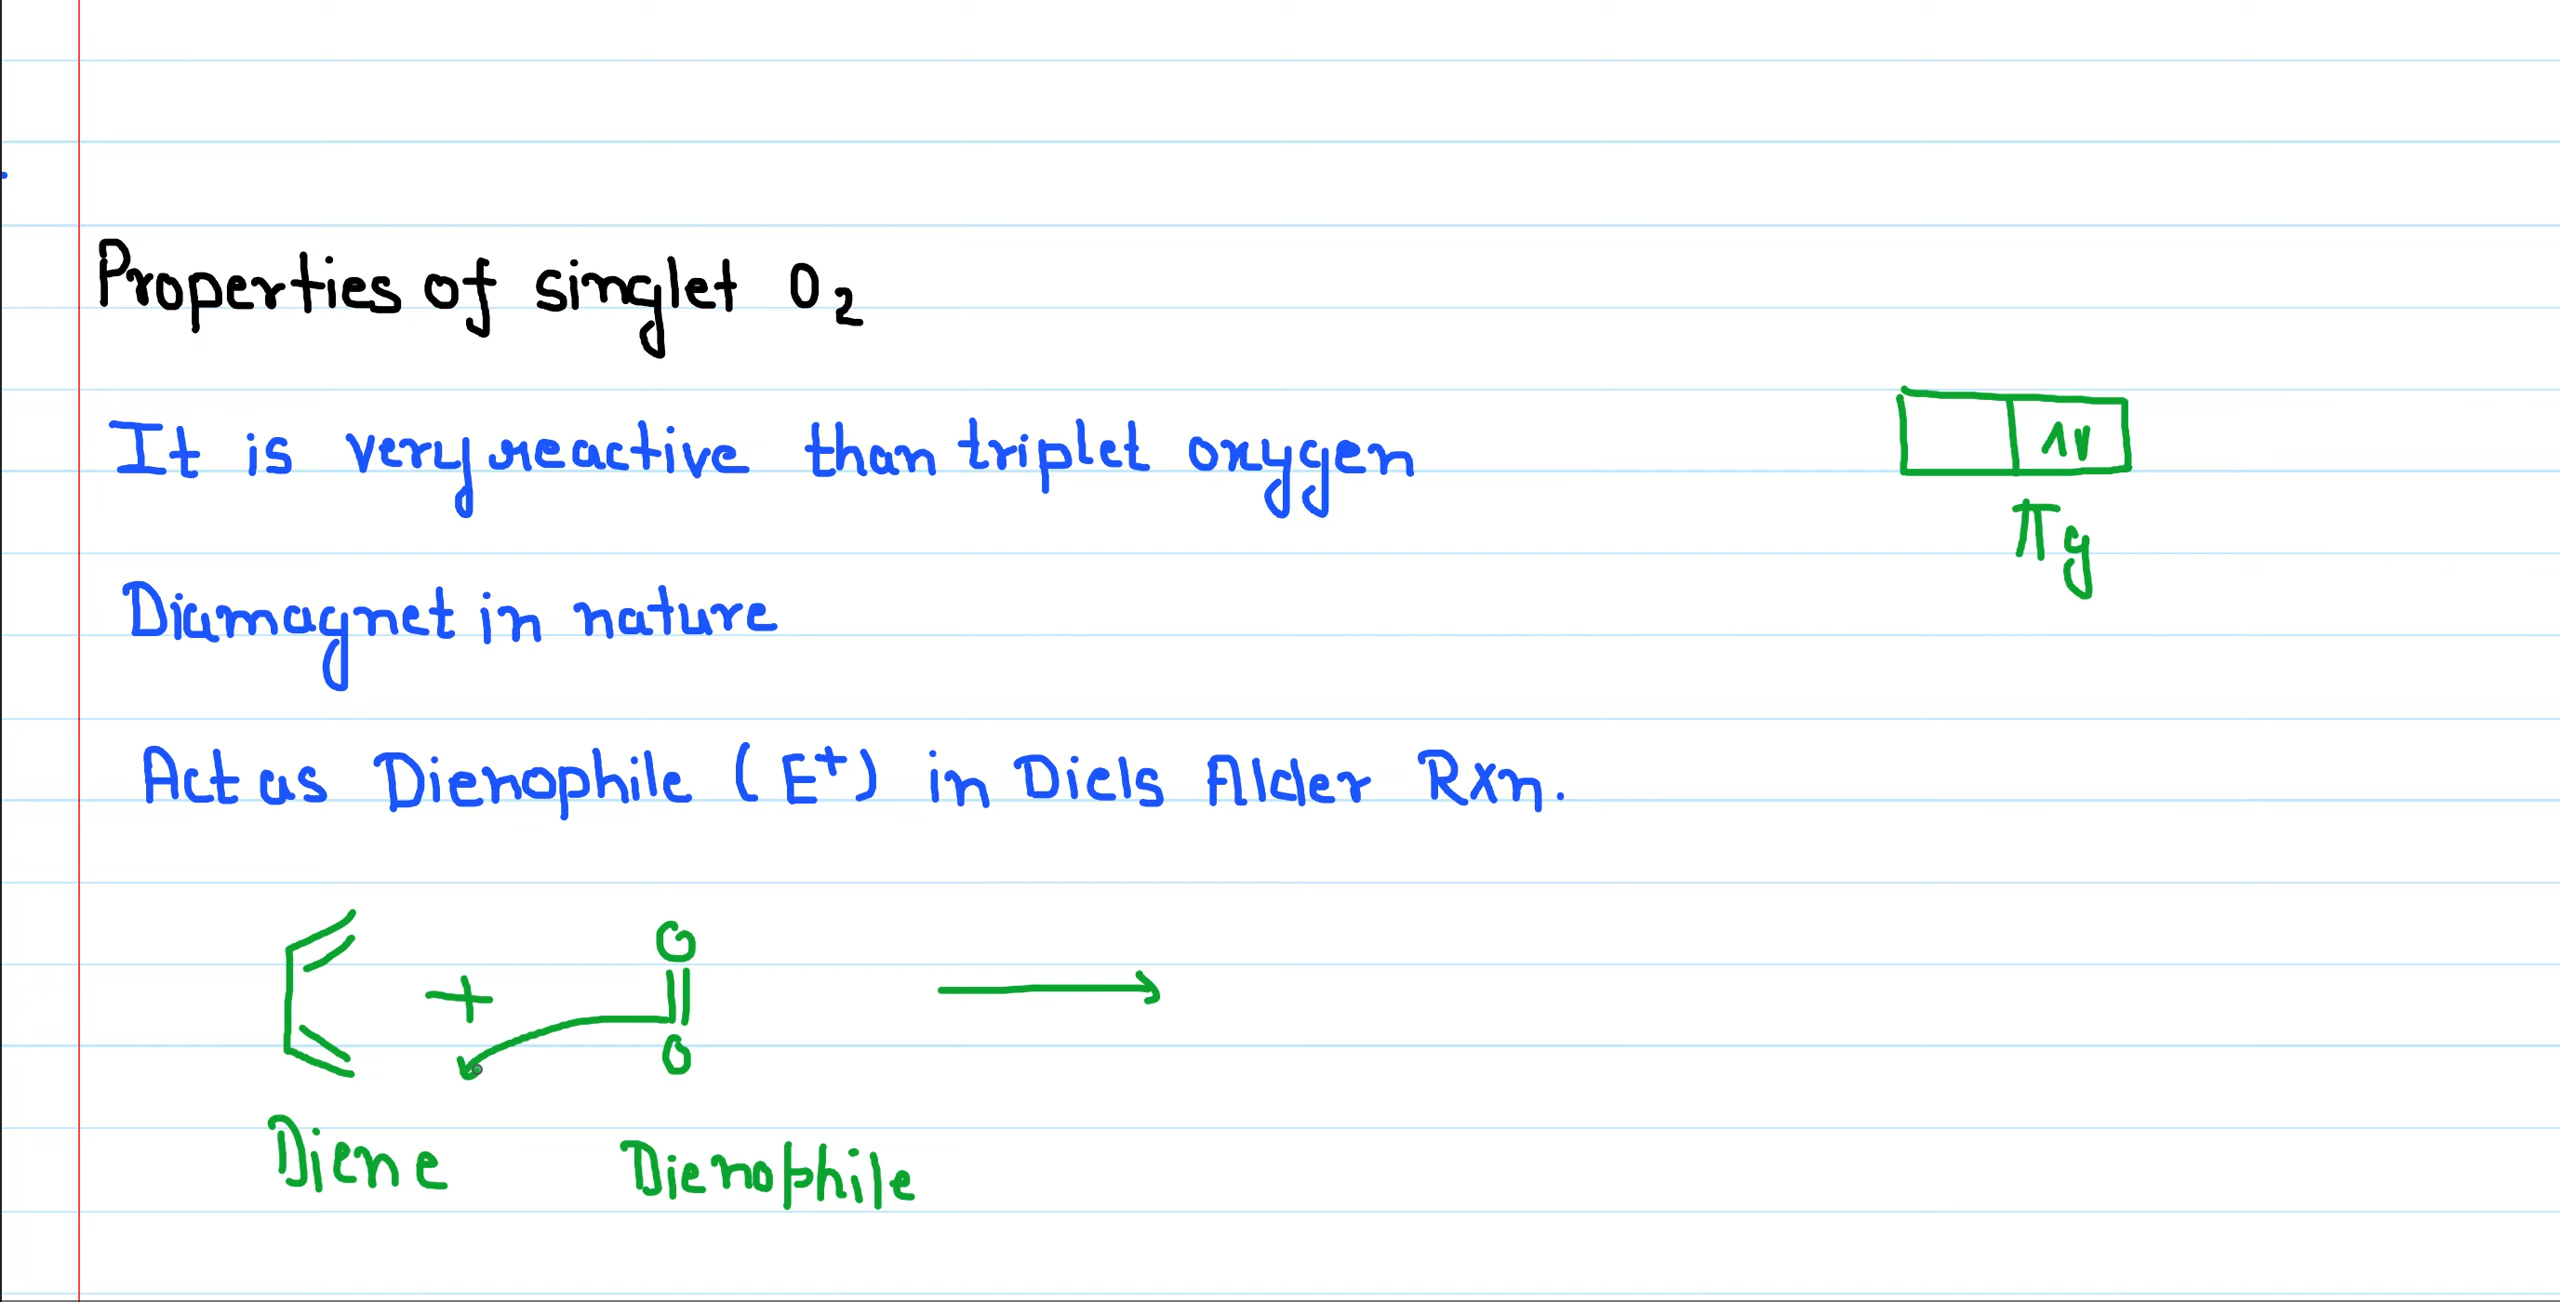 Properties of singlet O2
It is very reactive than triplet oxygen
1V
πg
Diamagnet in nature
Act as Dienophile (E+) in Diels Alder Rxn.
O
+
O
Diene Dienophile